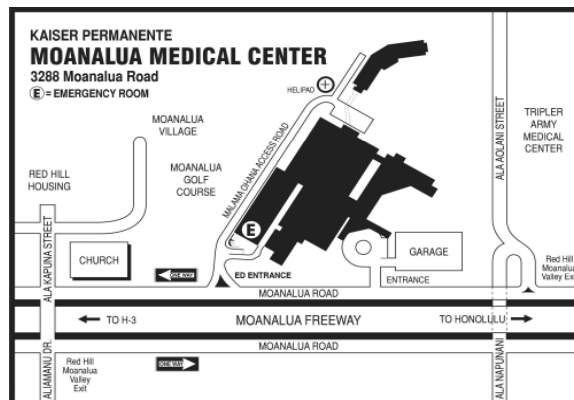 KAISER PERMANENTE
MOANALUA MEDICAL CENTER
3288 Moanalua Road
E = EMERGENCY ROOM
HELIPAD
MOANALUA
VILLAGE
RED HILL
HOUSING
MOANALUA
GOLF
COURSE
MALAMA OHANA ACCESS ROAD
ALA AOLANI STREET
TRIPLER
ARMY
MEDICAL
CENTER
ALA KAPUNA STREET
CHURCH
E
GARAGE
ONE WAY
ED ENTRANCE
ENTRANCE
Red Hill
Moanalua
Valley Exit
MOANALUA ROAD
TO H-3
MOANALUA FREEWAY
TO HONOLULU
MOANALUA ROAD
ALIAMANU DR.
Red Hill
Moanalua
Valley
Exit
ONE WAY
ALA NAPUNANI